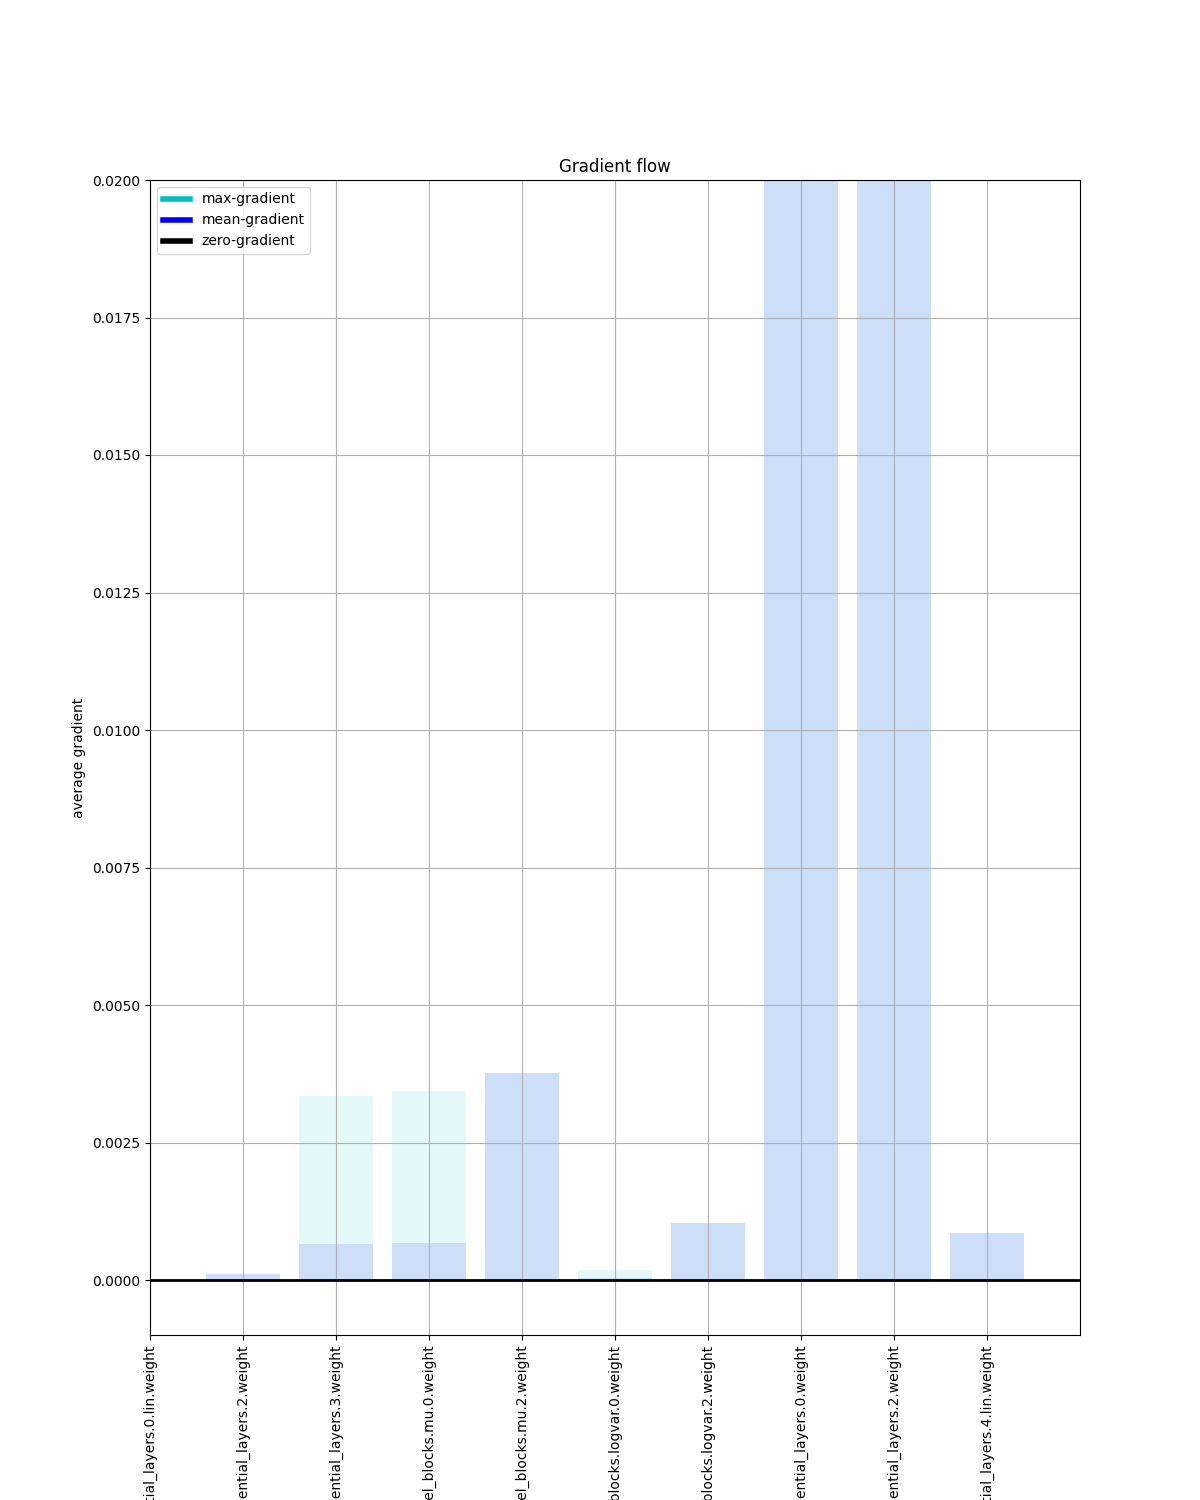 Gradient flow
max-gradient
mean-gradient
zero-gradient
0.0200
0.0175
0.0150
0.0125
0.0100
0.0075
0.0050
0.0025
0.0000
average gradient
tial_layers.0.lin.weight
ential_layers.2.weight
ential_layers.3.weight
el_blocks.mu.0.weight
el_blocks.mu.2.weight
blocks.logvar.0.weight
blocks.logvar.2.weight
ential_layers.0.weight
ential_layers.2.weight
tial_layers.4.lin.weight